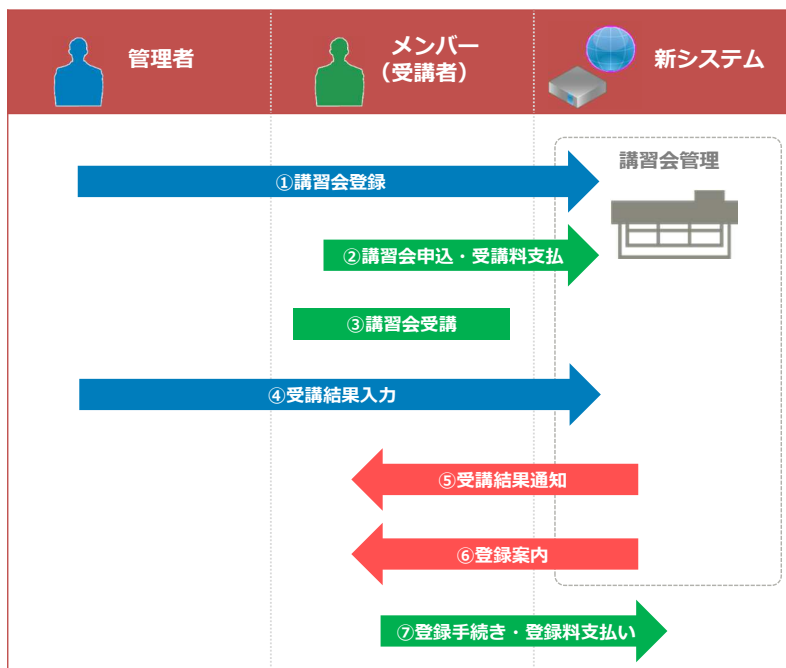 管理者
メンバー
（受講者）
新システム
講習会管理
①講習会登録
②講習会申込・受講料支払
③講習会受講
④受講結果入力
⑤受講結果通知
⑥登録案内
⑦登録手続き・登録料支払い